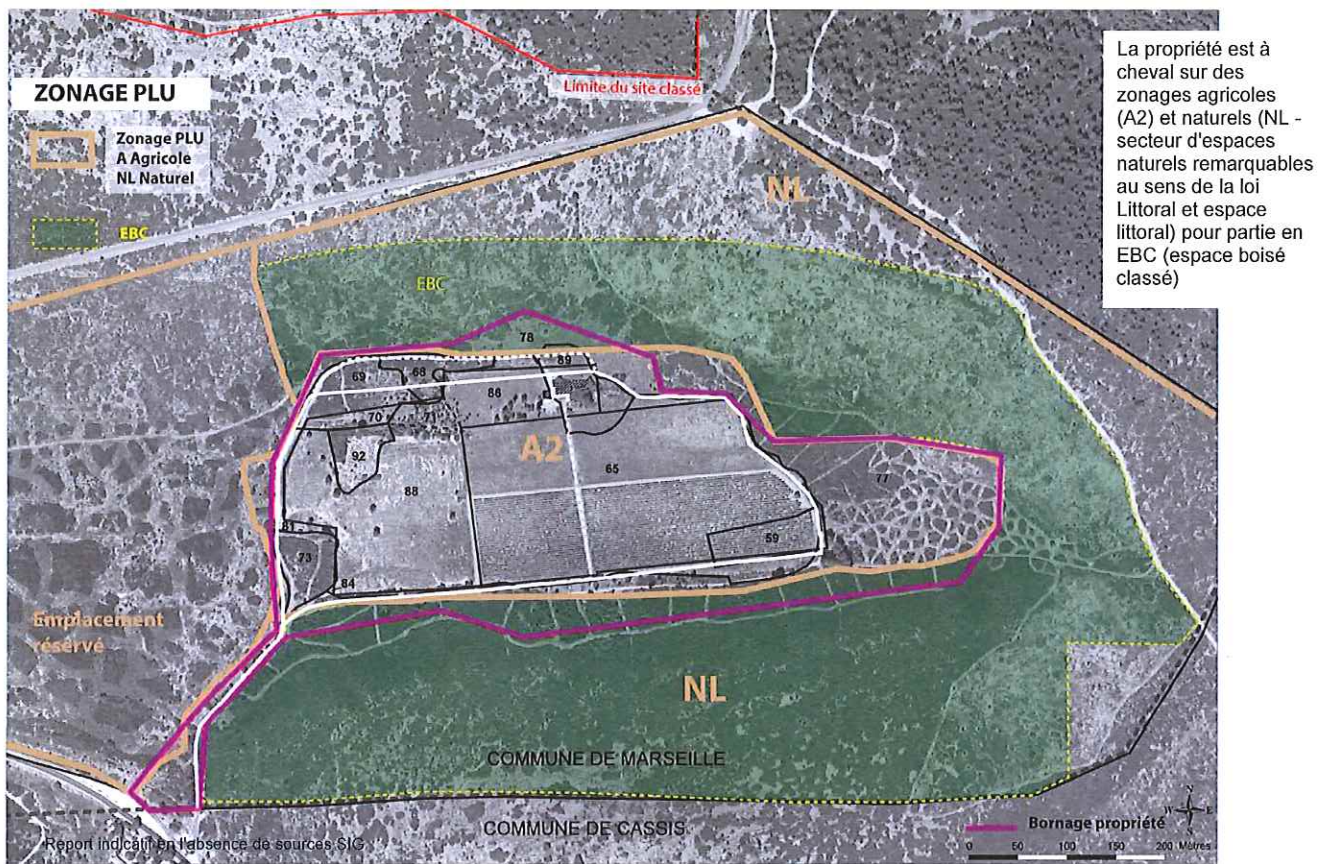 Limite du site classé
La propriété est à
cheval sur des
zonages agricoles
(A2) et naturels (NL -
secteur d'espaces
naturels remarquables
au sens de la loi
Littoral et espace
littoral) pour partie en
EBC (espace boisé
classé)
ZONAGE PLU
Zonage PLU
A Agricole
NL Naturel
EBC
NL
EBC
78
69
68
89
86
70
71
A2
92
65
77
88
81
59
73
84
Emplacement
réservé
NL
COMMUNE DE MARSEILLE
COMMUNE DE CASSIS
Report indicatif en l'absence de sources SIG
N
W
E
S
Bornage propriété
0 50 100 150 200 Mètres